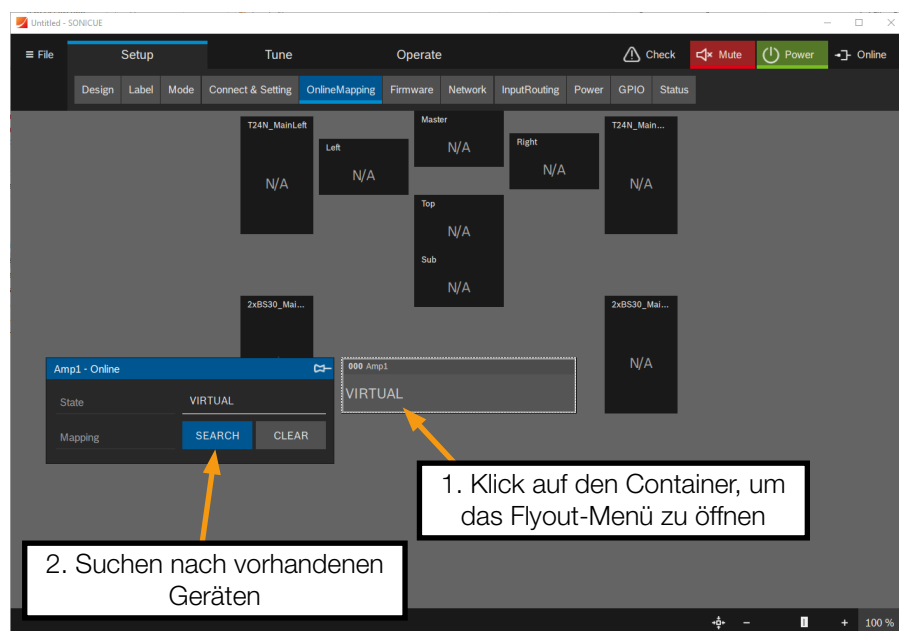 Untitled - SONICUE
≡ File
Setup
Tune
Operate
Check
Mute
Power
Online
Design
Label
Mode
Connect & Setting
OnlineMapping
Firmware
Network
InputRouting
Power
GPIO
Status
T24N_MainLeft
N/A
Left
N/A
Master
N/A
Right
N/A
T24N_Main...
N/A
Top
N/A
Sub
N/A
2xBS30_Mai...
2xBS30_Mai...
N/A
Amp1 - Online
State
VIRTUAL
Mapping
SEARCH
CLEAR
000 Amp1
VIRTUAL
1. Klick auf den Container, um
das Flyout-Menü zu öffnen
2. Suchen nach vorhandenen
Geräten
− + 100 %